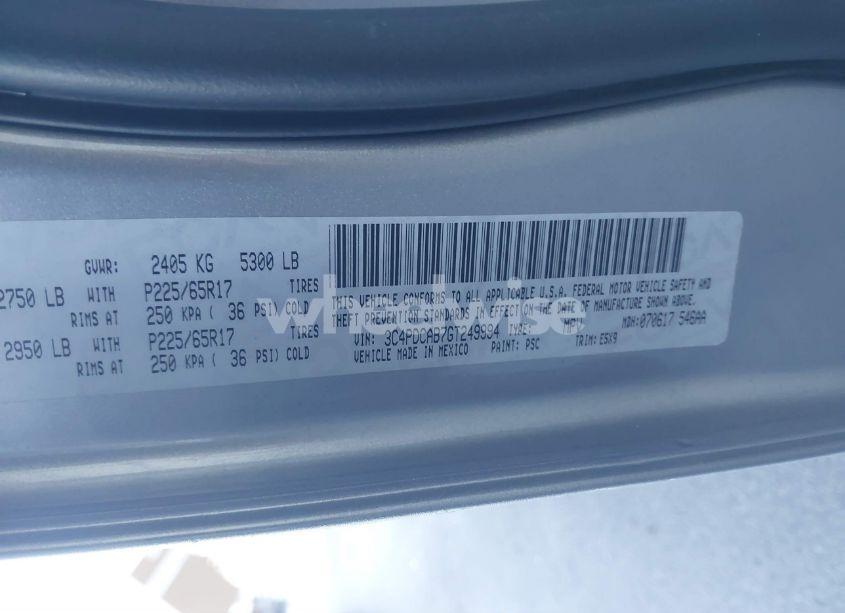 GVWR: 2405 KG 5300 LB
2750 LB WITH P225/65R17 TIRES
RIMS AT 250 KPA ( 36 PSI) COLD
2950 LB WITH P225/65R17 TIRES
RIMS AT 250 KPA ( 36 PSI) COLD
THIS VEHICLE CONFORMS TO ALL APPLICABLE U.S.A. FEDERAL MOTOR VEHICLE SAFETY AND
THEFT PREVENTION STANDARDS IN EFFECT ON THE DATE OF MANUFACTURE SHOWN ABOVE.
VIN: 3C4PDCAB7GT249894 TYPE: MPV MDH: 070617 546AA
VEHICLE MADE IN MEXICO PAINT: PSC TRIM: E5X9